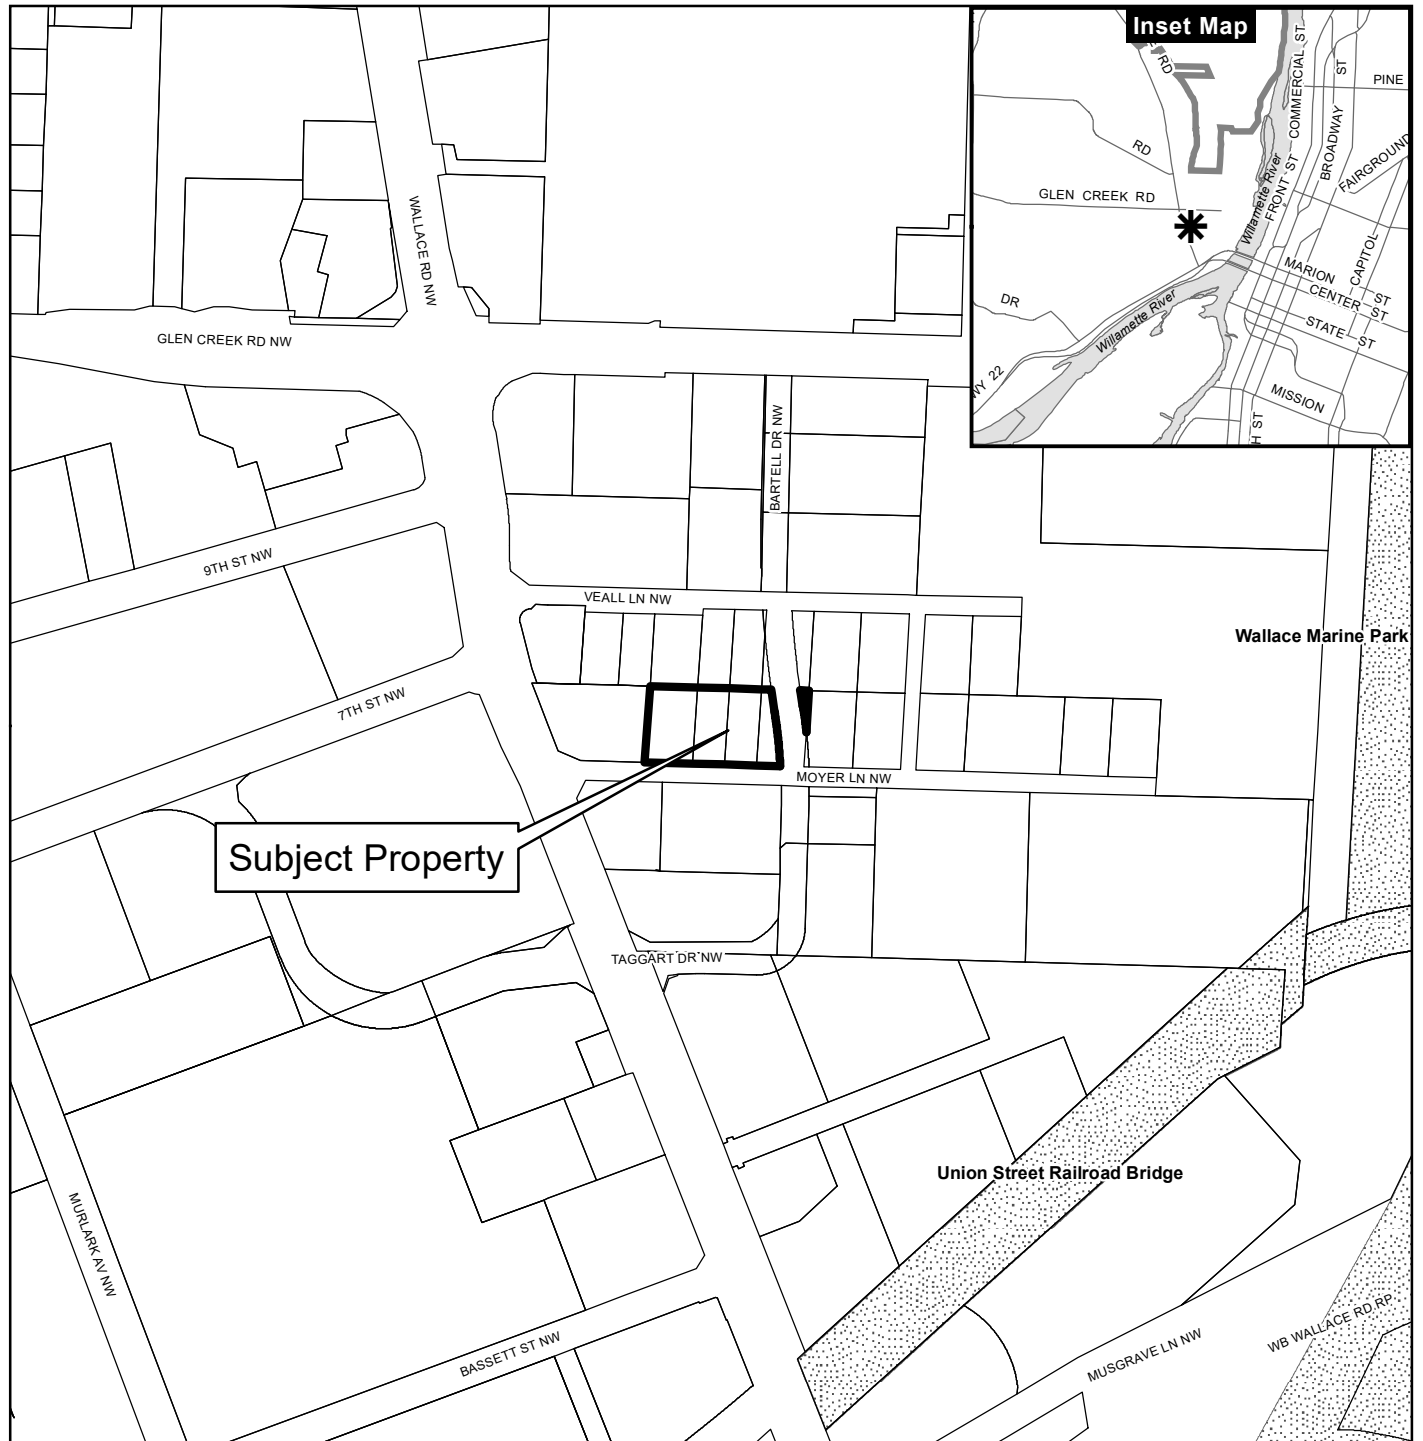 Inset Map
RD
COMMERCIAL ST
ST
PINE
BROADWAY
RD
FAIRGROUND
GLEN CREEK RD
Willamette River
FRONT ST
CAPITOL
MARION ST
CENTER ST
DR
STATE ST
Willamette River
WY 22
MISSION
H ST
WALLACE RD NW
GLEN CREEK RD NW
BARTELL DR NW
9TH ST NW
VEALL LN NW
Wallace Marine Park
7TH ST NW
MOYER LN NW
Subject Property
TAGGART DR NW
Union Street Railroad Bridge
MURLARK AV NW
BASSETT ST NW
MUSGRAVE LN NW
WB WALLACE RD RP